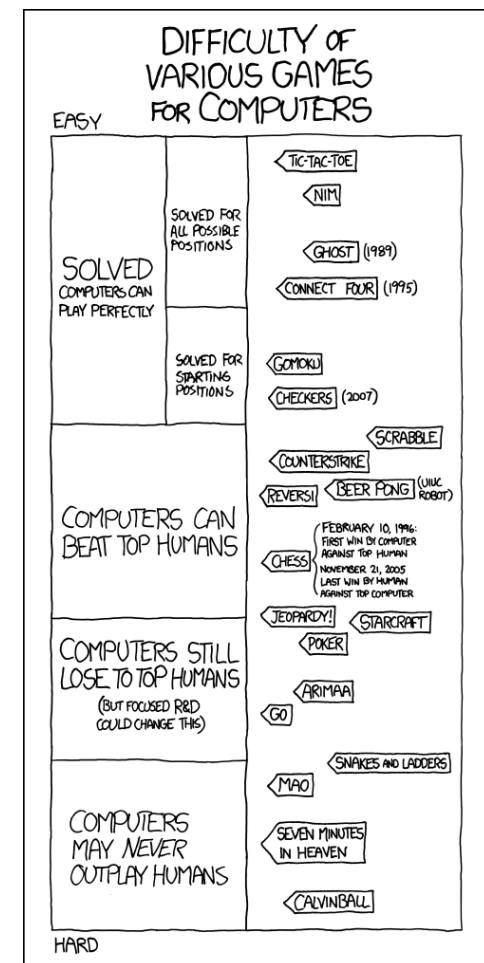 DIFFICULTY OF
VARIOUS GAMES
FOR COMPUTERS
EASY
SOLVED
COMPUTERS CAN
PLAY PERFECTLY
SOLVED FOR
ALL POSSIBLE
POSITIONS
TIC-TAC-TOE
NIM
GHOST (1989)
CONNECT FOUR (1995)
SOLVED FOR
STARTING
POSITIONS
GOMOKU
CHECKERS (2007)
COMPUTERS CAN
BEAT TOP HUMANS
SCRABBLE
COUNTERSTRIKE
REVERSI
BEER PONG (UIUC
ROBOT)
CHESS
FEBRUARY 10, 1996:
FIRST WIN BY COMPUTER
AGAINST TOP HUMAN
NOVEMBER 21, 2005
LAST WIN BY HUMAN
AGAINST TOP COMPUTER
JEOPARDY!
COMPUTERS STILL
LOSE TO TOP HUMANS
(BUT FOCUSED R&D
COULD CHANGE THIS)
STARCRAFT
POKER
ARIMAA
GO
COMPUTERS
MAY NEVER
OUTPLAY HUMANS
SNAKES AND LADDERS
MAO
SEVEN MINUTES
IN HEAVEN
CALVINBALL
HARD